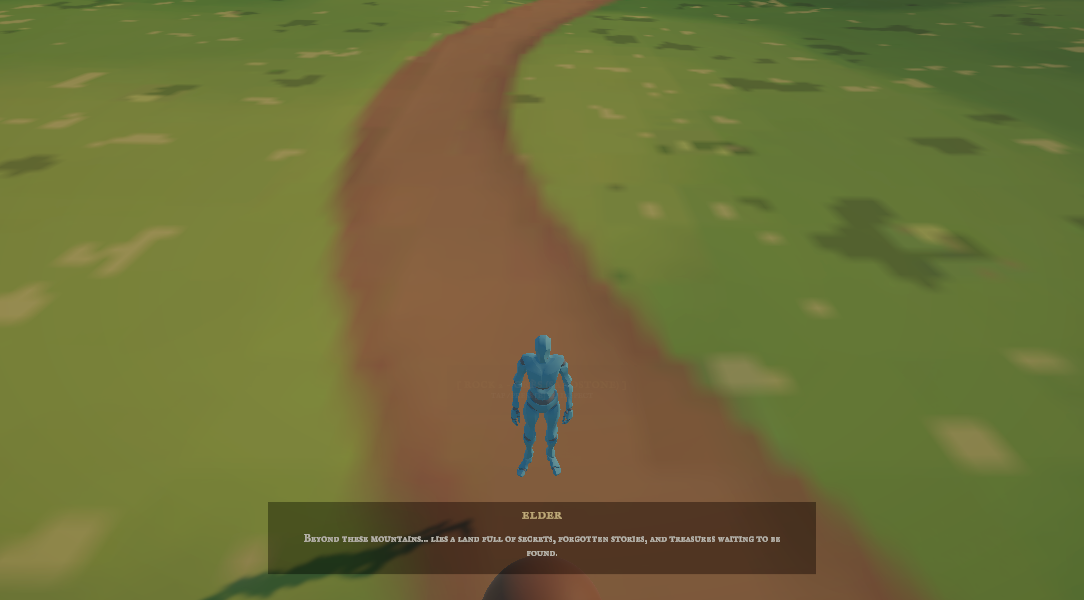 ELDER
Beyond these mountains... lies a land full of secrets, forgotten stories, and treasures waiting to be
found.